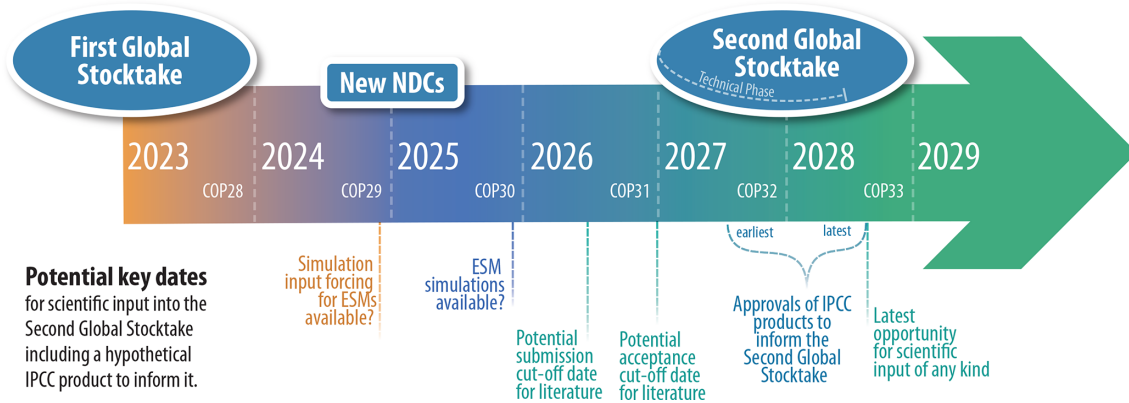 First Global
Stocktake
New NDCs
Second Global
Stocktake
Technical Phase
2023
2024
2025
2026
2027
2028
2029
COP28
COP29
COP30
COP31
COP32
COP33
earliest
latest
Potential key dates
for scientific input into the
Second Global Stocktake
including a hypothetical
IPCC product to inform it.
Simulation
input forcing
for ESMs
available?
ESM
simulations
available?
Potential
submission
cut-off date
for literature
Potential
acceptance
cut-off date
for literature
Approvals of IPCC
products to
inform the
Second Global
Stocktake
Latest
opportunity
for scientific
input of any kind